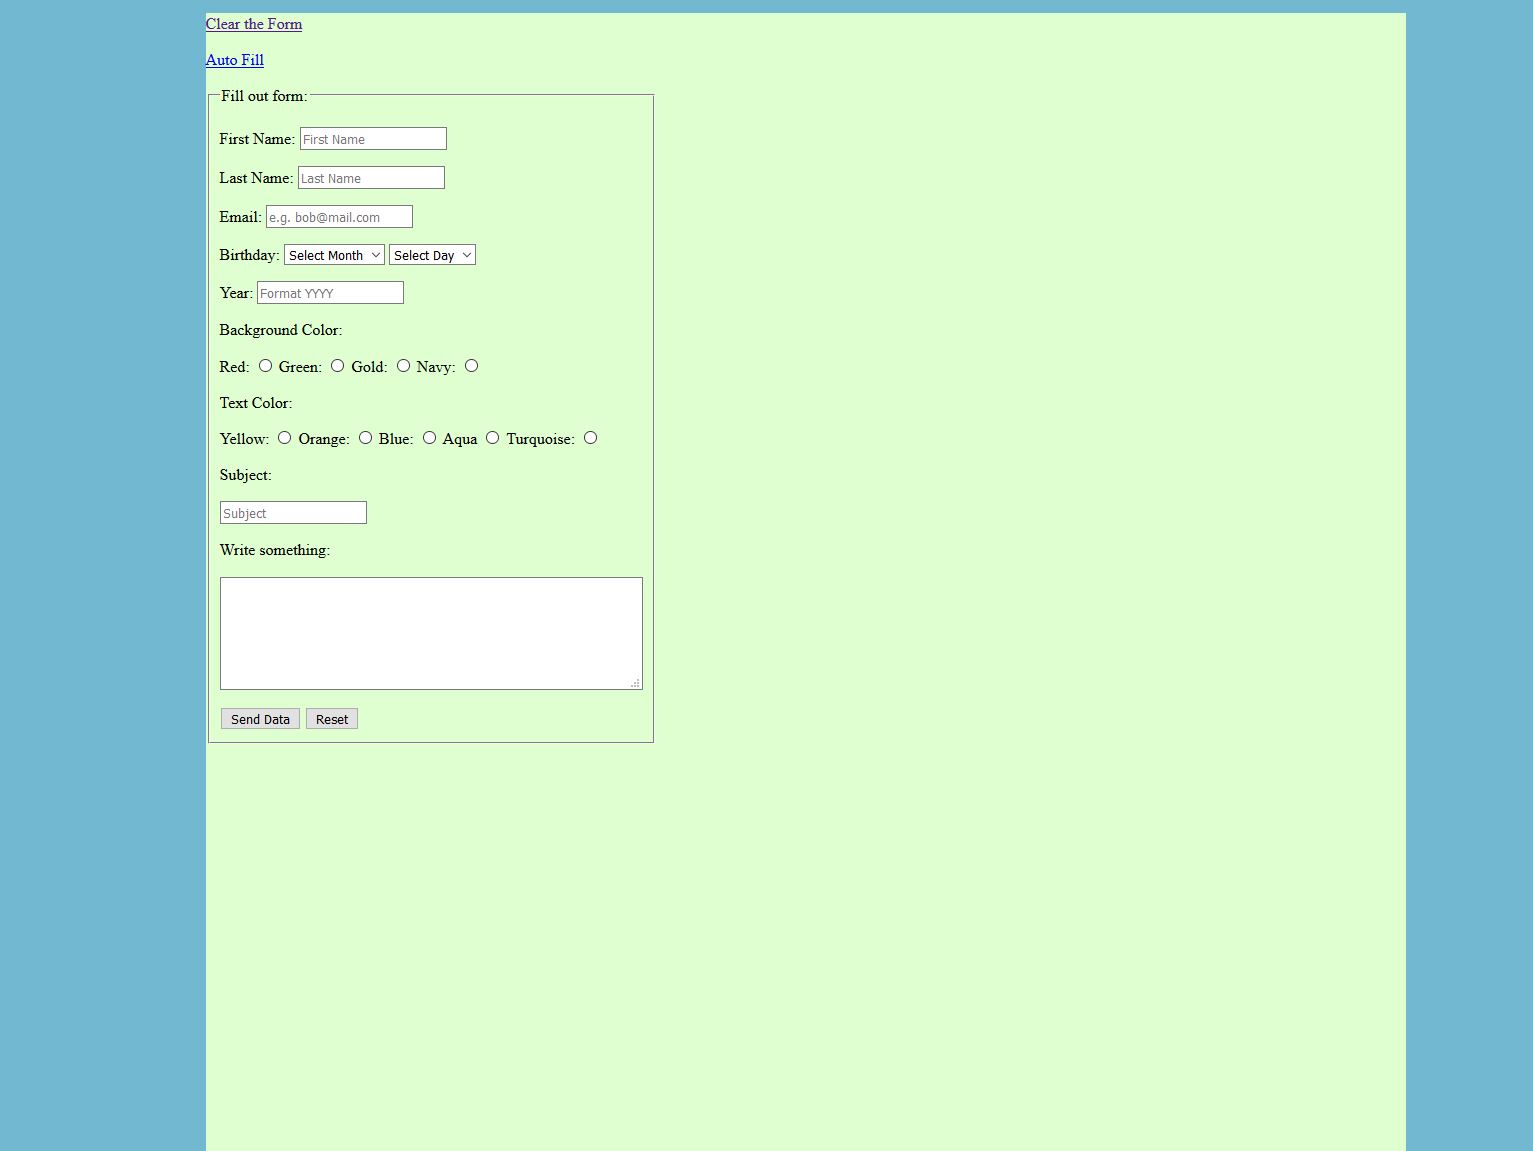 Clear the Form
Auto Fill
Fill out form:
First Name: First Name
Last Name: Last Name
Email: e.g. bob@mail.com
Birthday: Select Month Select Day
Year: Format YYYY
Background Color:
Red: Green: Gold: Navy:
Text Color:
Yellow: Orange: Blue: Aqua Turquoise:
Subject:
Subject
Write something:
Send Data Reset